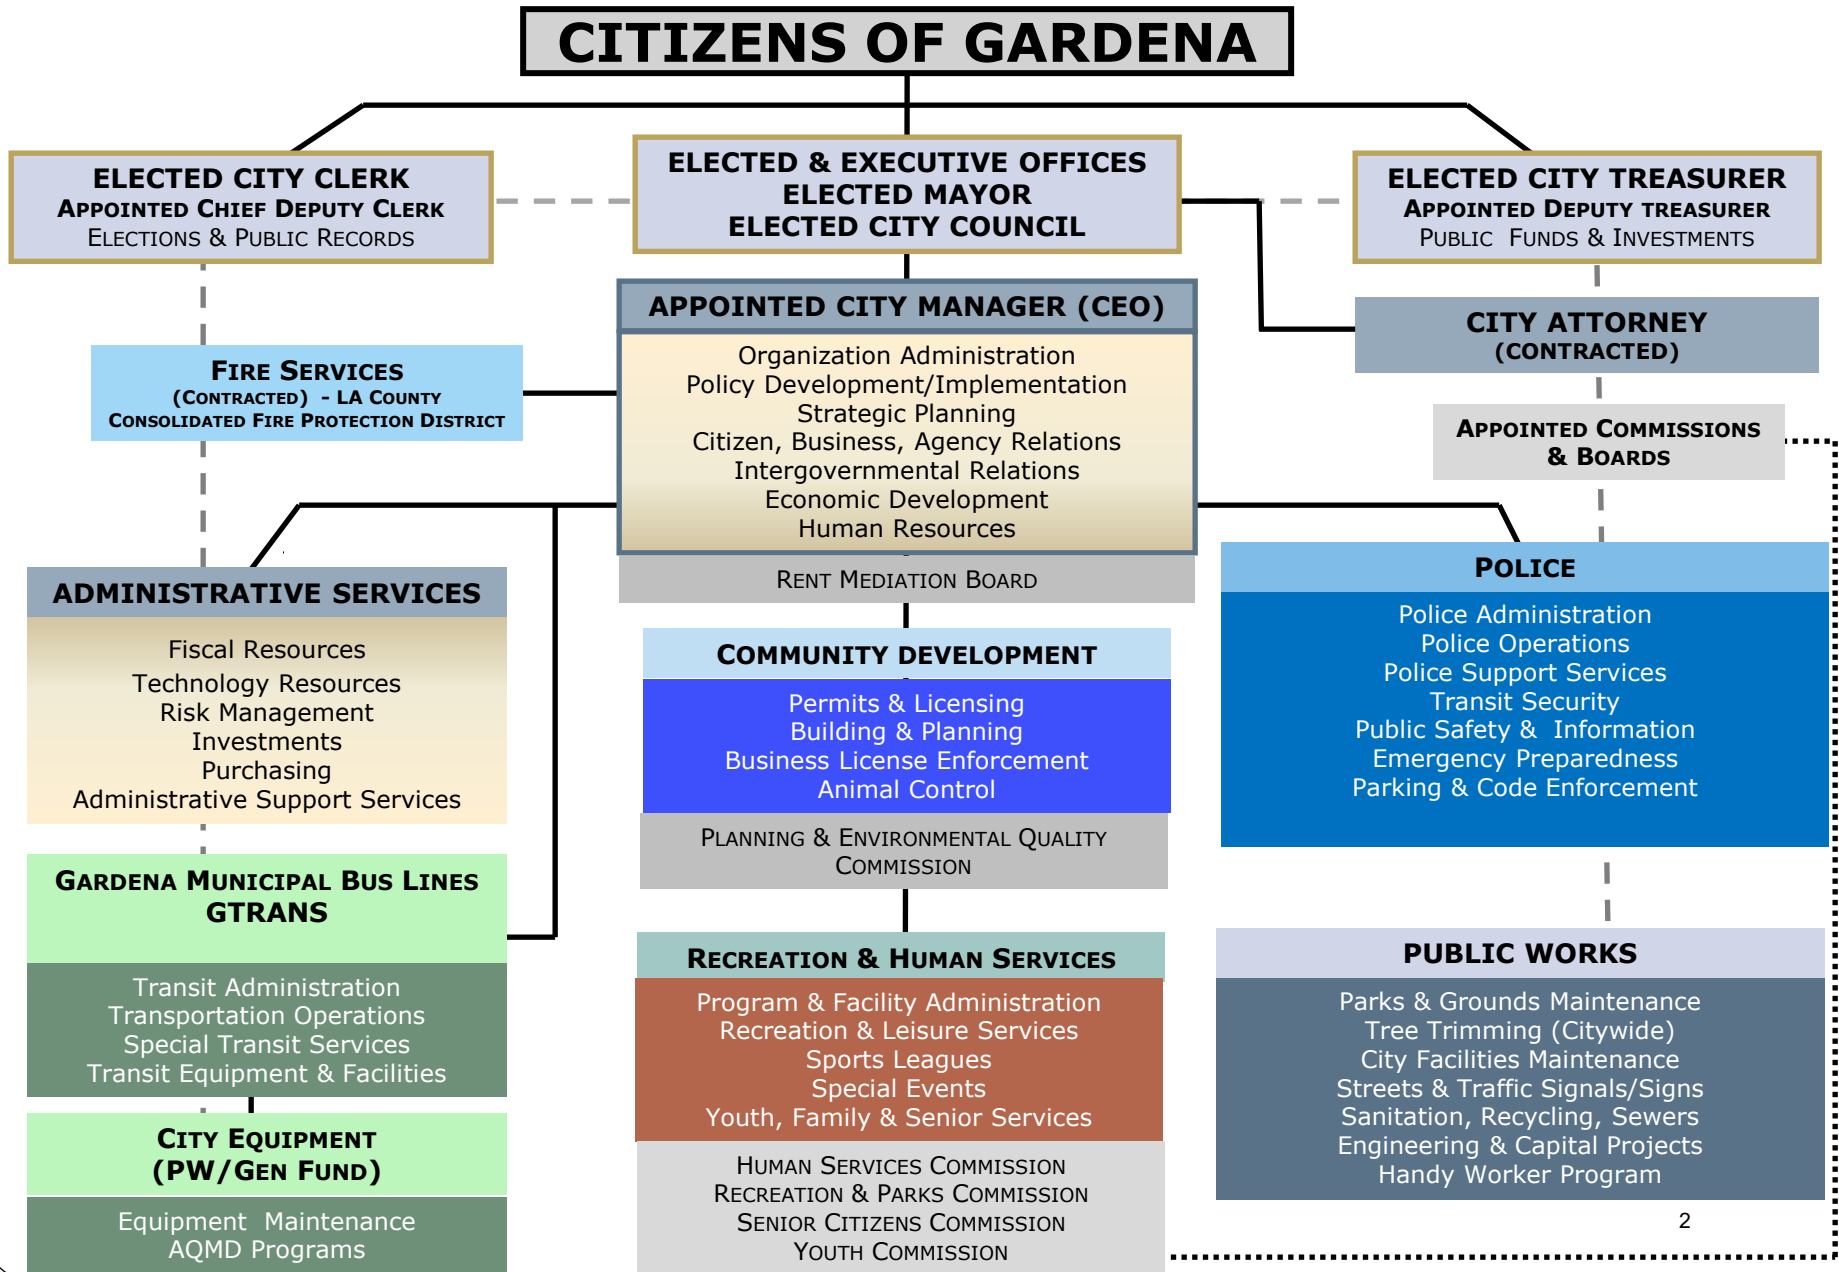 CITIZENS OF GARDENA
ELECTED CITY CLERK
APPOINTED CHIEF DEPUTY CLERK
ELECTIONS & PUBLIC RECORDS
ELECTED & EXECUTIVE OFFICES
ELECTED MAYOR
ELECTED CITY COUNCIL
ELECTED CITY TREASURER
APPOINTED DEPUTY TREASURER
PUBLIC FUNDS & INVESTMENTS
APPOINTED CITY MANAGER (CEO)
Organization Administration
Policy Development/Implementation
Strategic Planning
Citizen, Business, Agency Relations
Intergovernmental Relations
Economic Development
Human Resources
RENT MEDIATION BOARD
CITY ATTORNEY
(CONTRACTED)
FIRE SERVICES
(CONTRACTED) - LA COUNTY
CONSOLIDATED FIRE PROTECTION DISTRICT
APPOINTED COMMISSIONS
& BOARDS
ADMINISTRATIVE SERVICES
Fiscal Resources
Technology Resources
Risk Management
Investments
Purchasing
Administrative Support Services
COMMUNITY DEVELOPMENT
Permits & Licensing
Building & Planning
Business License Enforcement
Animal Control
PLANNING & ENVIRONMENTAL QUALITY
COMMISSION
POLICE
Police Administration
Police Operations
Police Support Services
Transit Security
Public Safety & Information
Emergency Preparedness
Parking & Code Enforcement
GARDENA MUNICIPAL BUS LINES
GTRANS
Transit Administration
Transportation Operations
Special Transit Services
Transit Equipment & Facilities
CITY EQUIPMENT
(PW/GEN FUND)
Equipment Maintenance
AQMD Programs
RECREATION & HUMAN SERVICES
Program & Facility Administration
Recreation & Leisure Services
Sports Leagues
Special Events
Youth, Family & Senior Services
HUMAN SERVICES COMMISSION
RECREATION & PARKS COMMISSION
SENIOR CITIZENS COMMISSION
YOUTH COMMISSION
PUBLIC WORKS
Parks & Grounds Maintenance
Tree Trimming (Citywide)
City Facilities Maintenance
Streets & Traffic Signals/Signs
Sanitation, Recycling, Sewers
Engineering & Capital Projects
Handy Worker Program
2